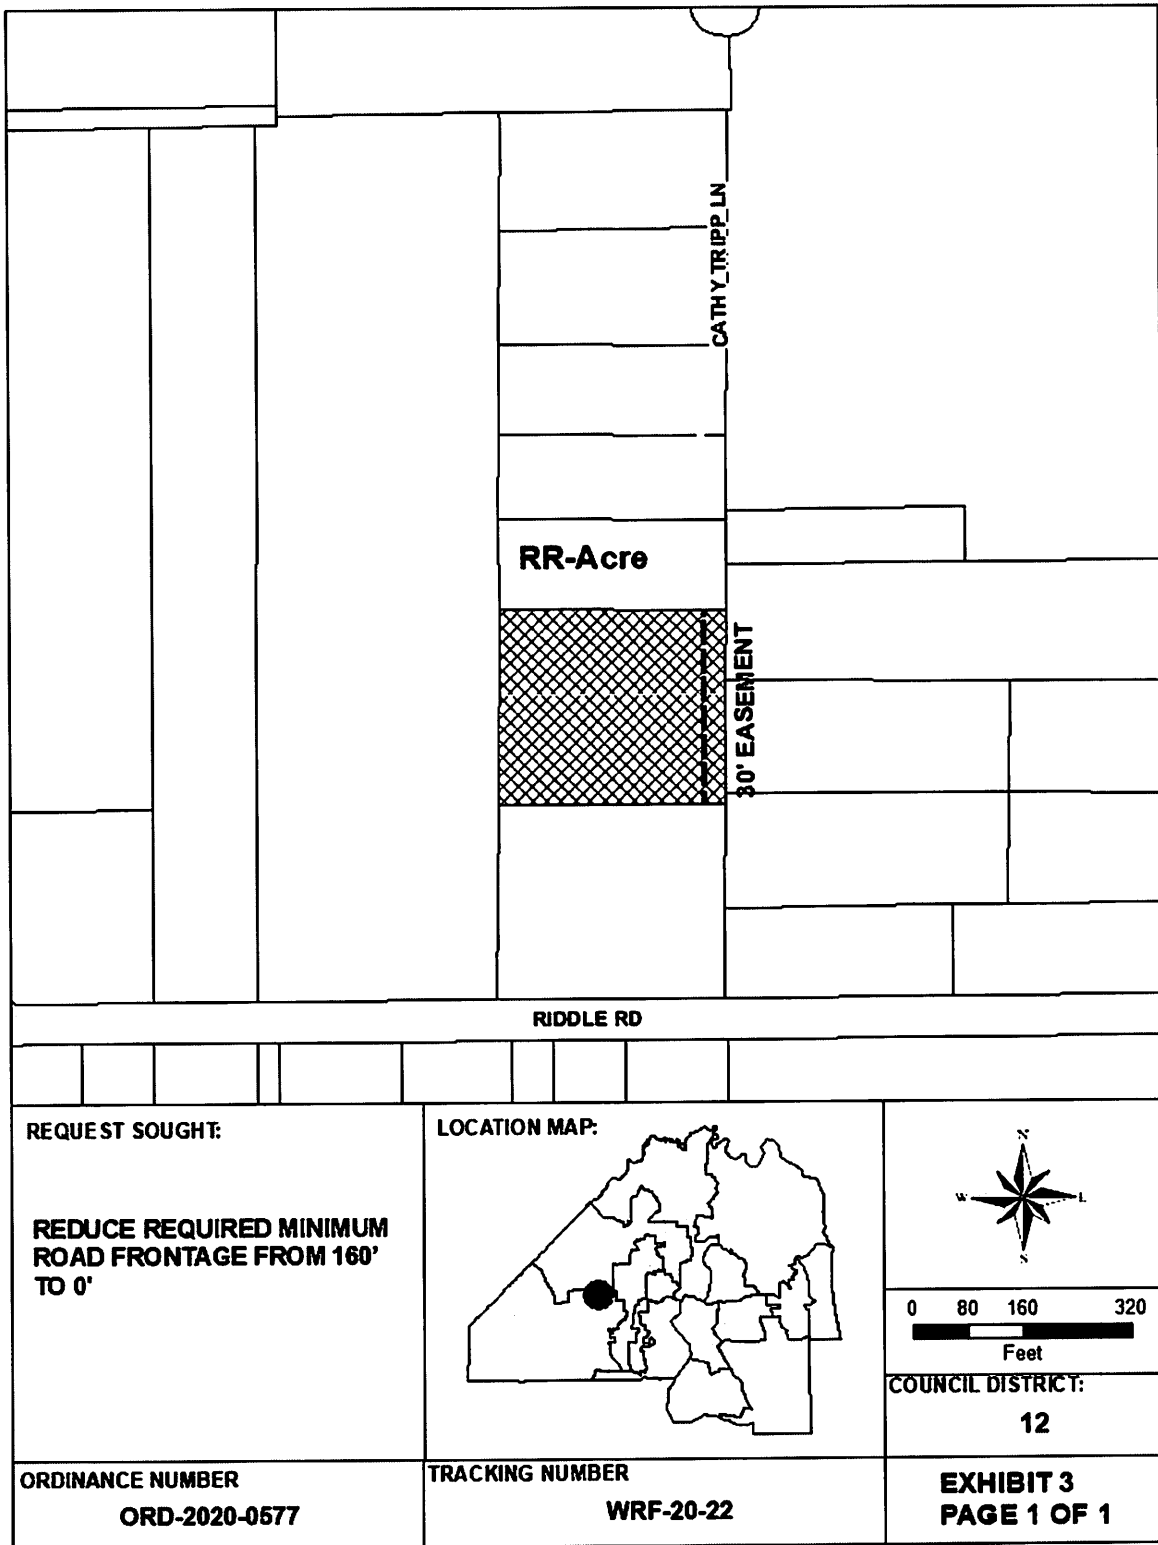 CATHY TRIPP LN
RR-Acre
30' EASEMENT
RIDDLE RD
REQUEST SOUGHT:
REDUCE REQUIRED MINIMUM
ROAD FRONTAGE FROM 160'
TO 0'
LOCATION MAP:
N
W
S
0 80 160 320
Feet
COUNCIL DISTRICT:
12
ORDINANCE NUMBER
ORD-2020-0577
TRACKING NUMBER
WRF-20-22
EXHIBIT 3
PAGE 1 OF 1